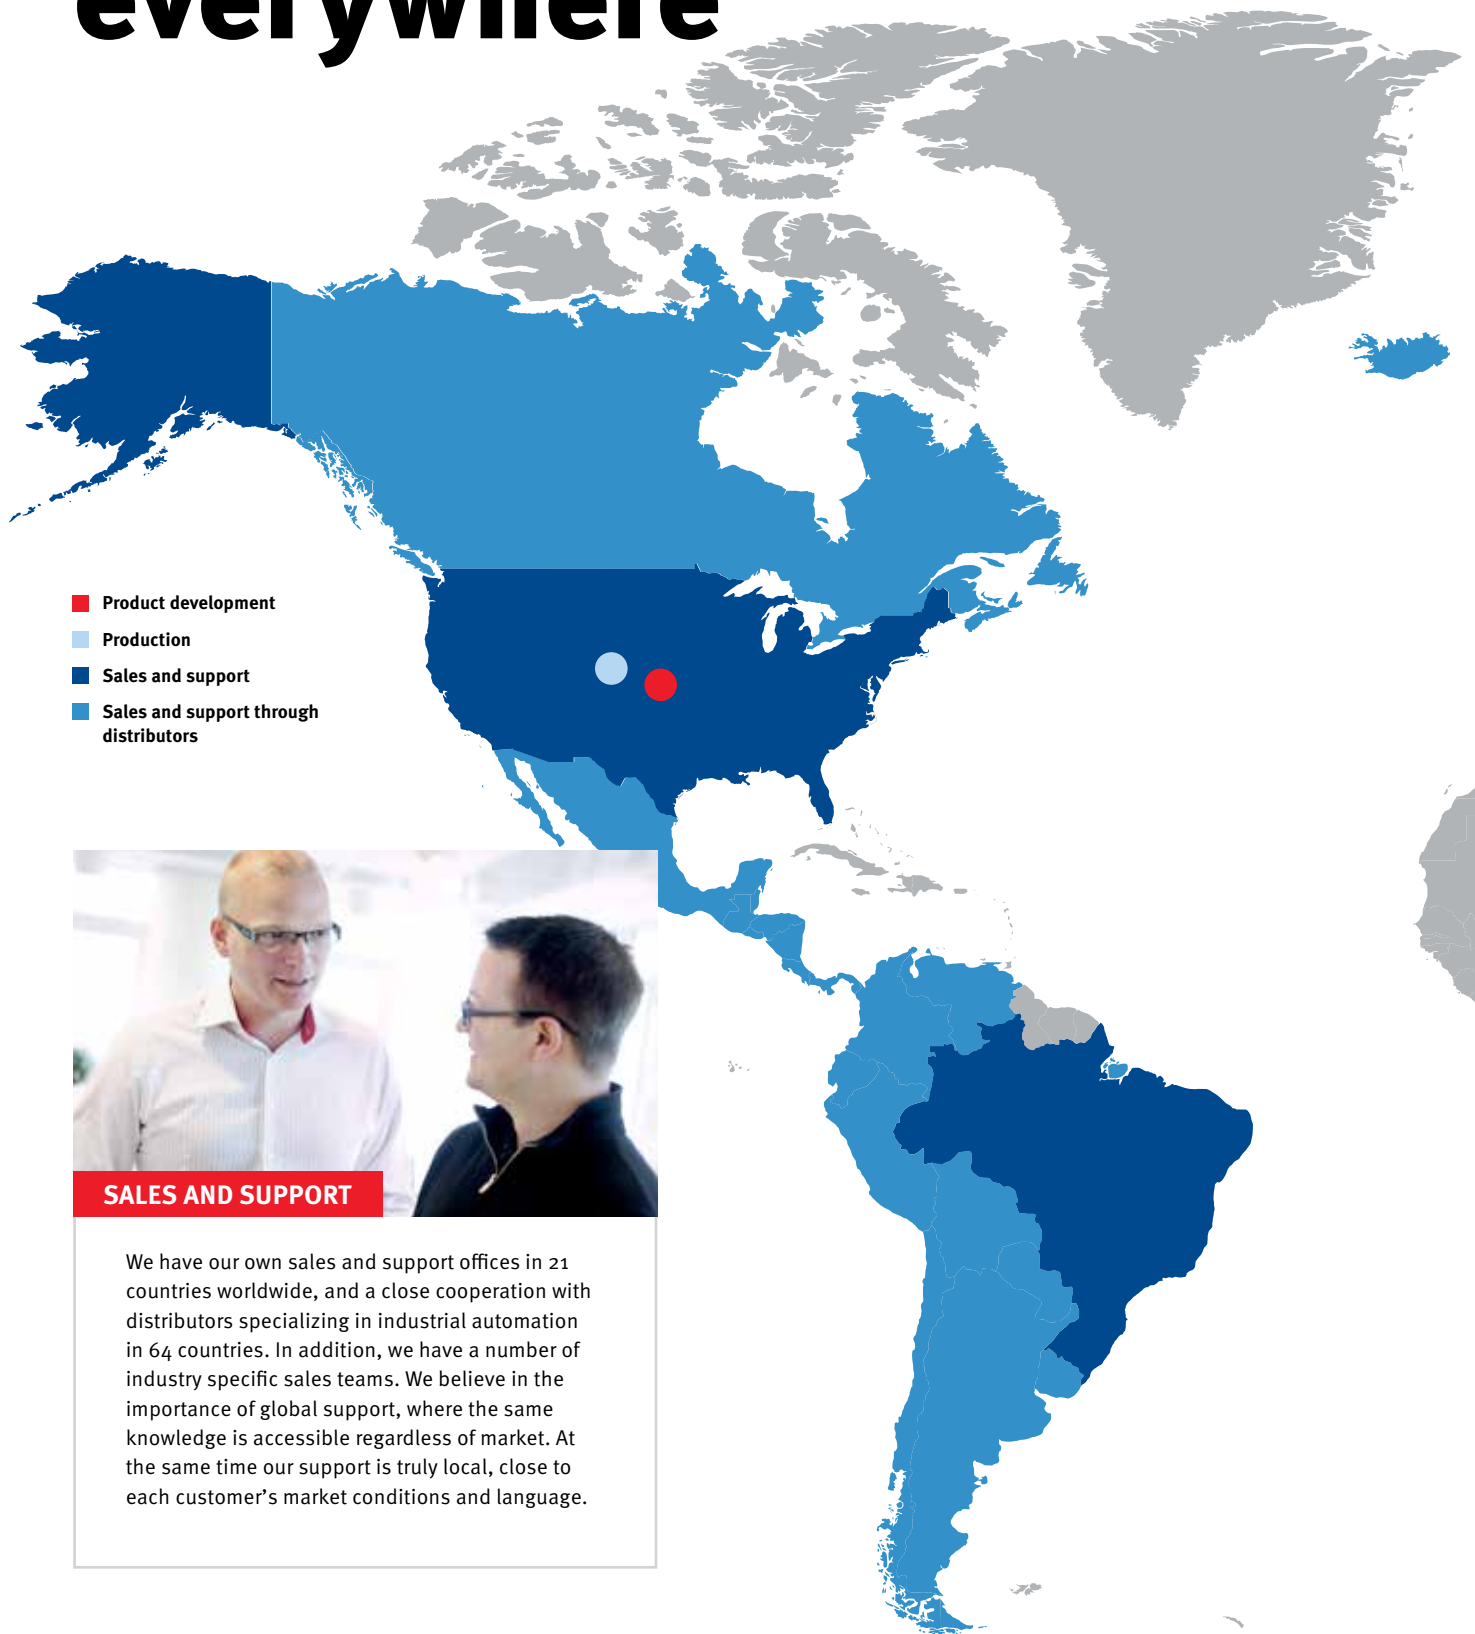 everywhere
Product development
Production
Sales and support
Sales and support through
distributors
SALES AND SUPPORT
We have our own sales and support offices in 21
countries worldwide, and a close cooperation with
distributors specializing in industrial automation
in 64 countries. In addition, we have a number of
industry specific sales teams. We believe in the
importance of global support, where the same
knowledge is accessible regardless of market. At
the same time our support is truly local, close to
each customer’s market conditions and language.